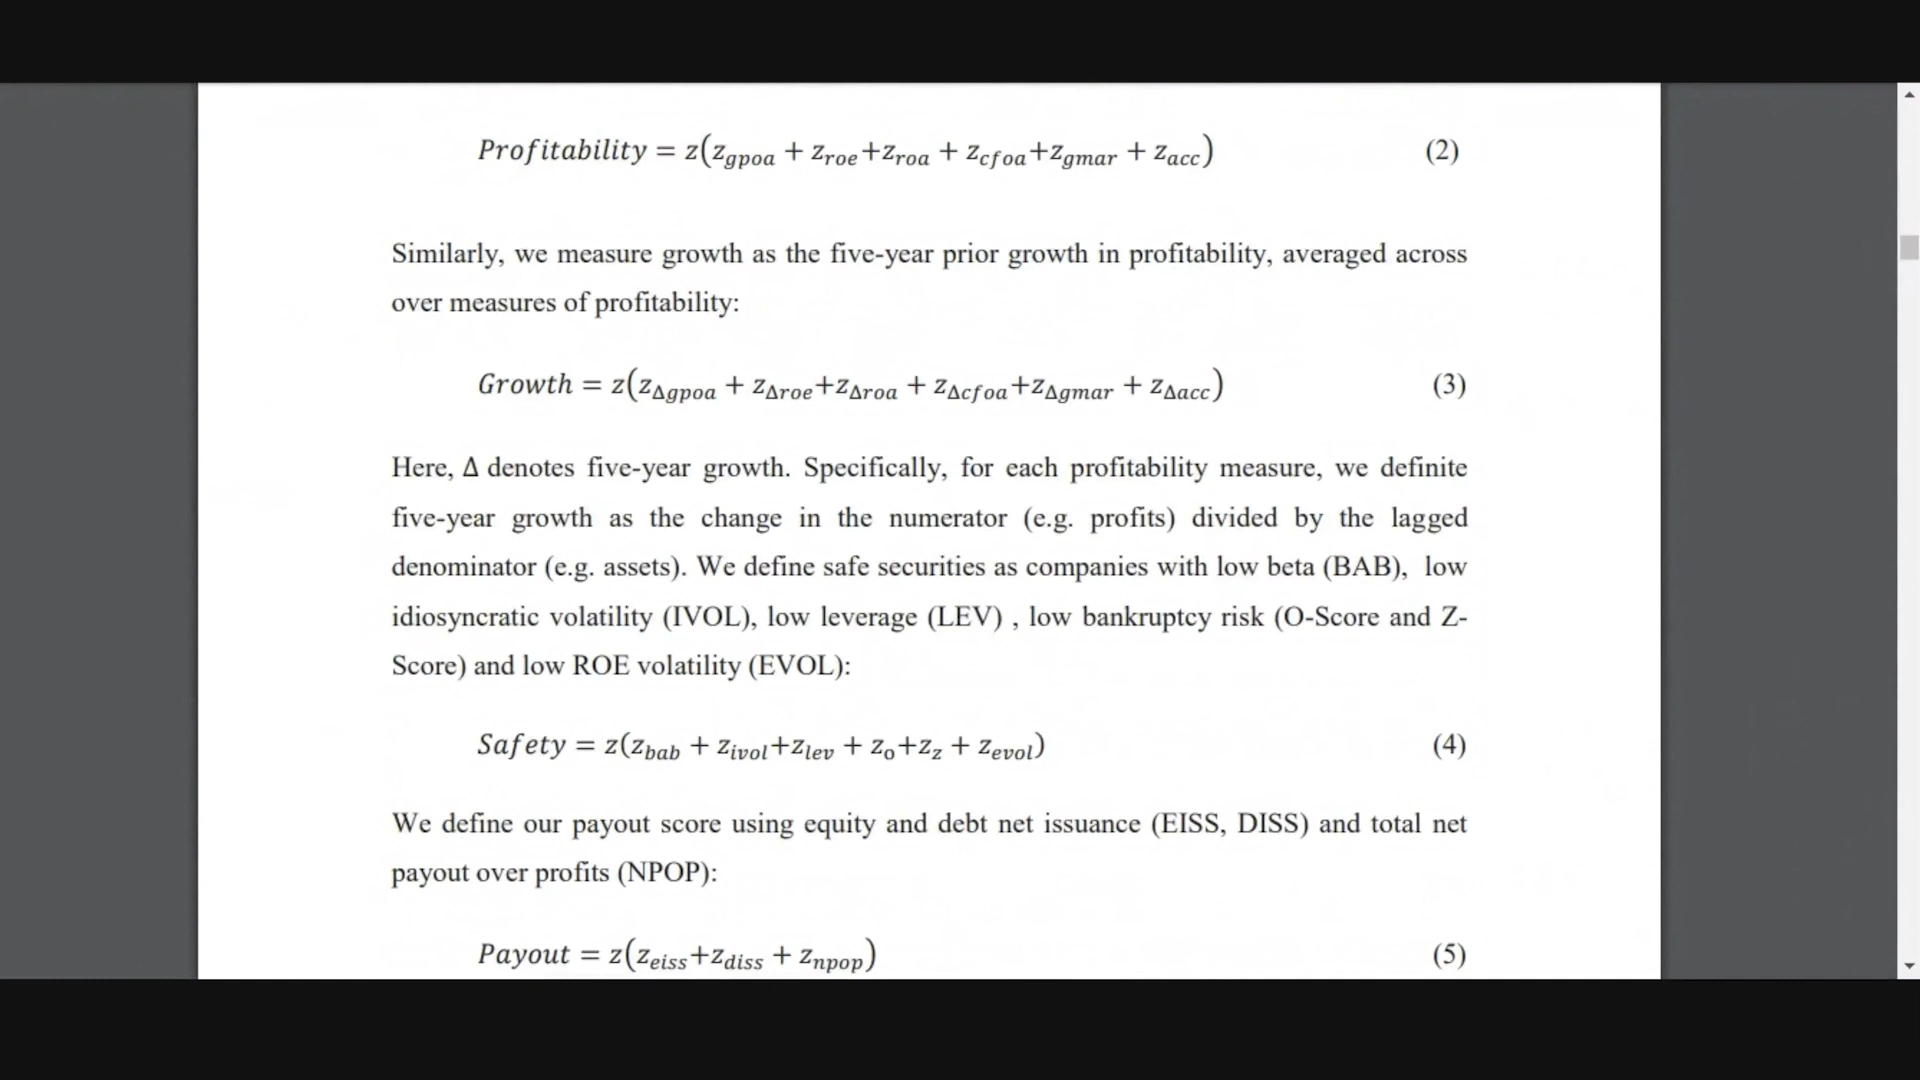 Profitability = z(z_gpoa + z_roe+z_roa + z_cfoa+z_gmar + z_acc) (2)
Similarly, we measure growth as the five-year prior growth in profitability, averaged across
over measures of profitability:
Growth = z(z_Δgpoa + z_Δroe+z_Δroa + z_Δcfoa+z_Δgmar + z_Δacc) (3)
Here, Δ denotes five-year growth. Specifically, for each profitability measure, we definite
five-year growth as the change in the numerator (e.g. profits) divided by the lagged
denominator (e.g. assets). We define safe securities as companies with low beta (BAB), low
idiosyncratic volatility (IVOL), low leverage (LEV) , low bankruptcy risk (O-Score and Z-
Score) and low ROE volatility (EVOL):
Safety = z(z_bab + z_ivol+z_lev + z_o+z_z + z_evol) (4)
We define our payout score using equity and debt net issuance (EISS, DISS) and total net
payout over profits (NPOP):
Payout = z(z_eiss+z_diss + z_npop) (5)